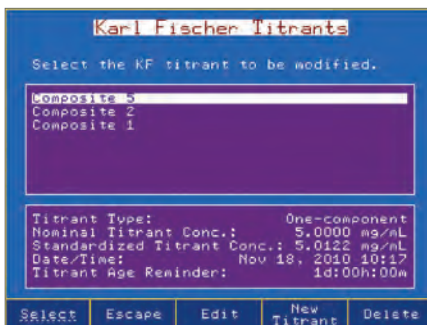 Karl Fischer Titrants
Select the KF titrant to be modified.
Composite 5
Composite 2
Composite 1
Titrant Type: One-component
Nominal Titrant Conc.: 5.0000 mg/mL
Standardized Titrant Conc.: 5.0122 mg/mL
Date/Time: Nov 18, 2010 10:17
Titrant Age Reminder: 1d:00h:00m
Select Escape Edit New Titrant Delete